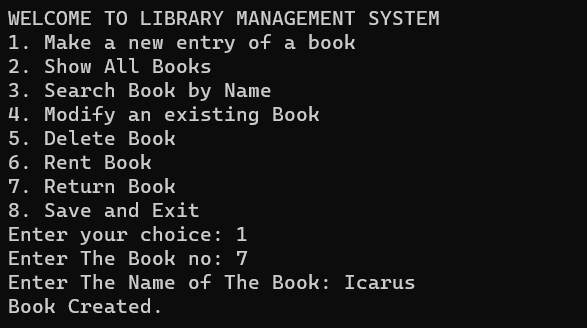 WELCOME TO LIBRARY MANAGEMENT SYSTEM
1. Make a new entry of a book
2. Show All Books
3. Search Book by Name
4. Modify an existing Book
5. Delete Book
6. Rent Book
7. Return Book
8. Save and Exit
Enter your choice: 1
Enter The Book no: 7
Enter The Name of The Book: Icarus
Book Created.